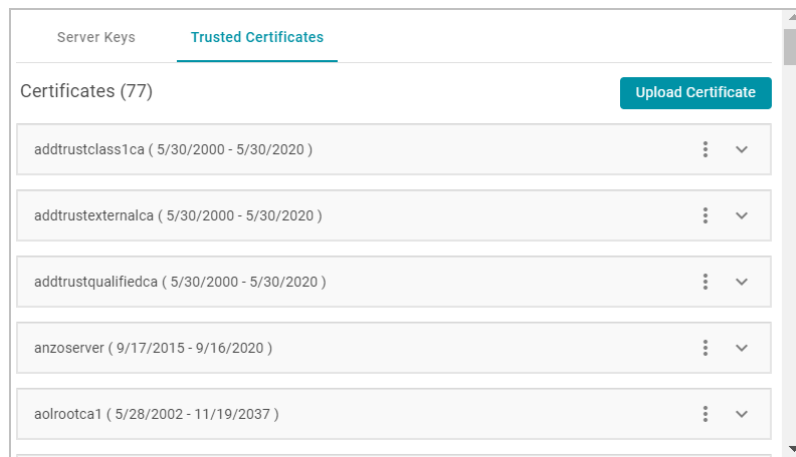 Server Keys
Trusted Certificates
Certificates (77)
Upload Certificate
addtrustclass1ca ( 5/30/2000 - 5/30/2020 )
addtrustexternalca ( 5/30/2000 - 5/30/2020 )
addtrustqualifiedca ( 5/30/2000 - 5/30/2020 )
anzoserver ( 9/17/2015 - 9/16/2020 )
aolrootca1 ( 5/28/2002 - 11/19/2037 )